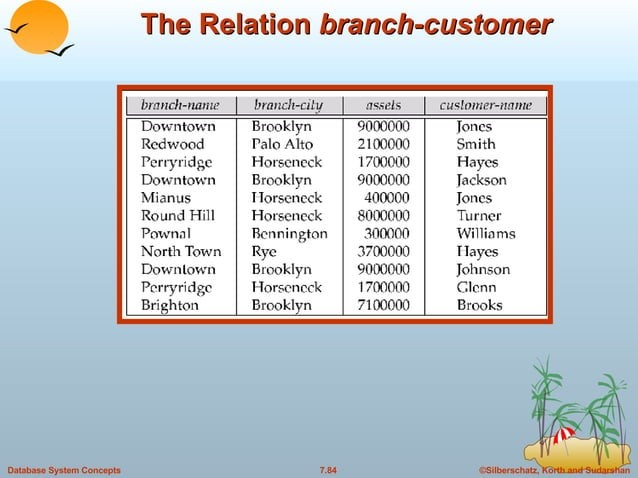 The Relation branch-customer
branch-name branch-city assets customer-name
Downtown Brooklyn 9000000 Jones
Redwood Palo Alto 2100000 Smith
Perryridge Horseneck 1700000 Hayes
Downtown Brooklyn 9000000 Jackson
Mianus Horseneck 400000 Jones
Round Hill Horseneck 8000000 Turner
Pownal Bennington 300000 Williams
North Town Rye 3700000 Hayes
Downtown Brooklyn 9000000 Johnson
Perryridge Horseneck 1700000 Glenn
Brighton Brooklyn 7100000 Brooks
Database System Concepts 7.84 ©Silberschatz, Korth and Sudarshan